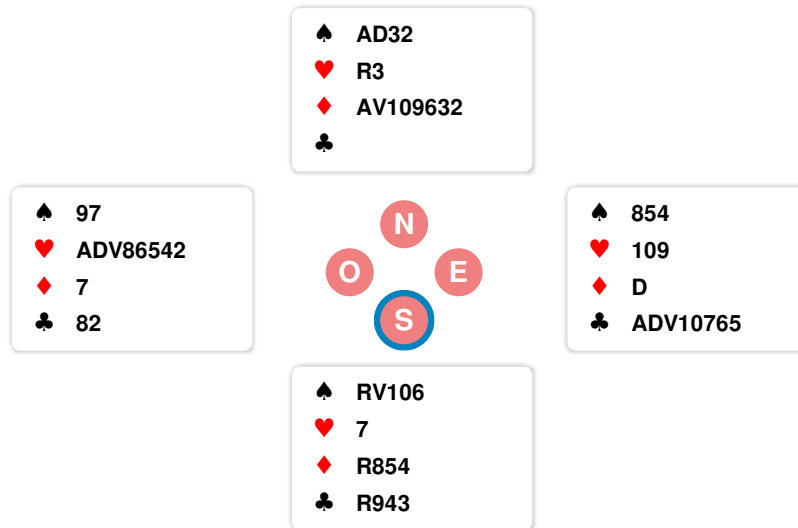 ♠ AD32
♥ R3
♦ AV109632
♣
♠ 97
♥ ADV86542
♦ 7
♣ 82
N
O
E
S
♠ 854
♥ 109
♦ D
♣ ADV10765
♠ RV106
♥ 7
♦ R854
♣ R943